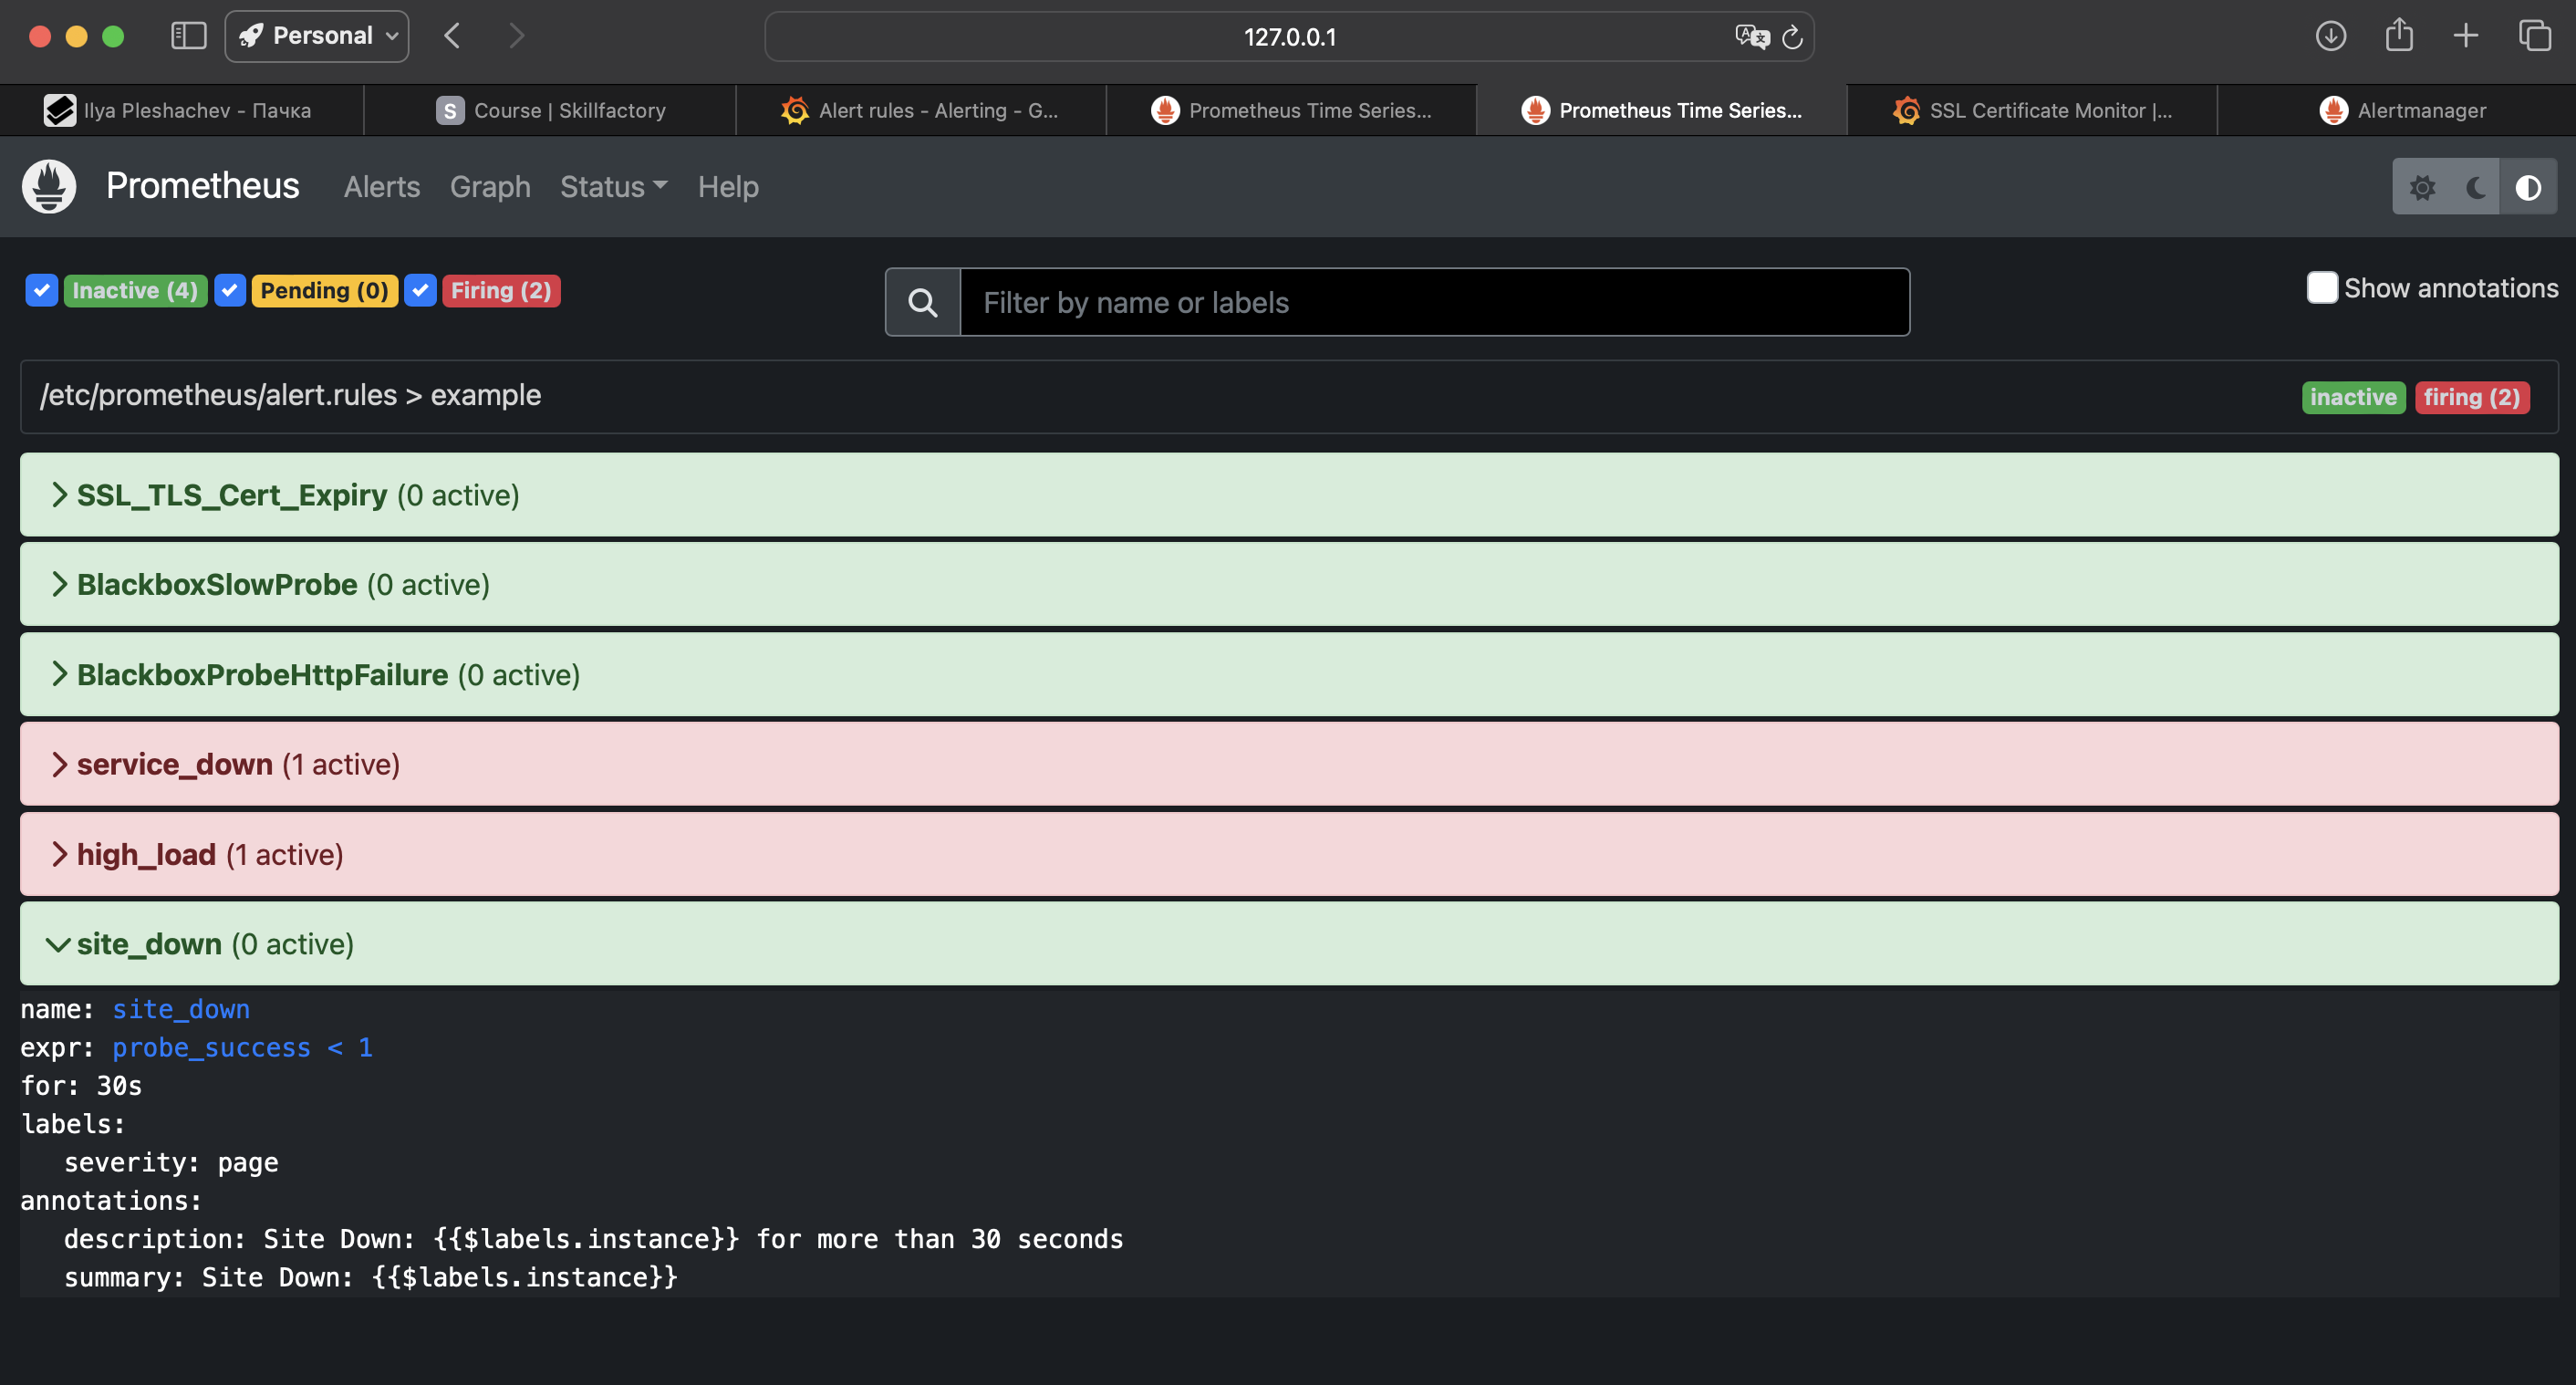 Personal
127.0.0.1
Ilya Pleshachev - Пачка
S Course | Skillfactory
Alert rules - Alerting - G...
Prometheus Time Series...
Prometheus Time Series...
SSL Certificate Monitor |...
Alertmanager
Prometheus Alerts Graph Status Help
Inactive (4) Pending (0) Firing (2)
Filter by name or labels
Show annotations
/etc/prometheus/alert.rules > example
inactive firing (2)
SSL_TLS_Cert_Expiry (0 active)
BlackboxSlowProbe (0 active)
BlackboxProbeHttpFailure (0 active)
service_down (1 active)
high_load (1 active)
site_down (0 active)
name: site_down
expr: probe_success < 1
for: 30s
labels:
severity: page
annotations:
description: Site Down: {{$labels.instance}} for more than 30 seconds
summary: Site Down: {{$labels.instance}}